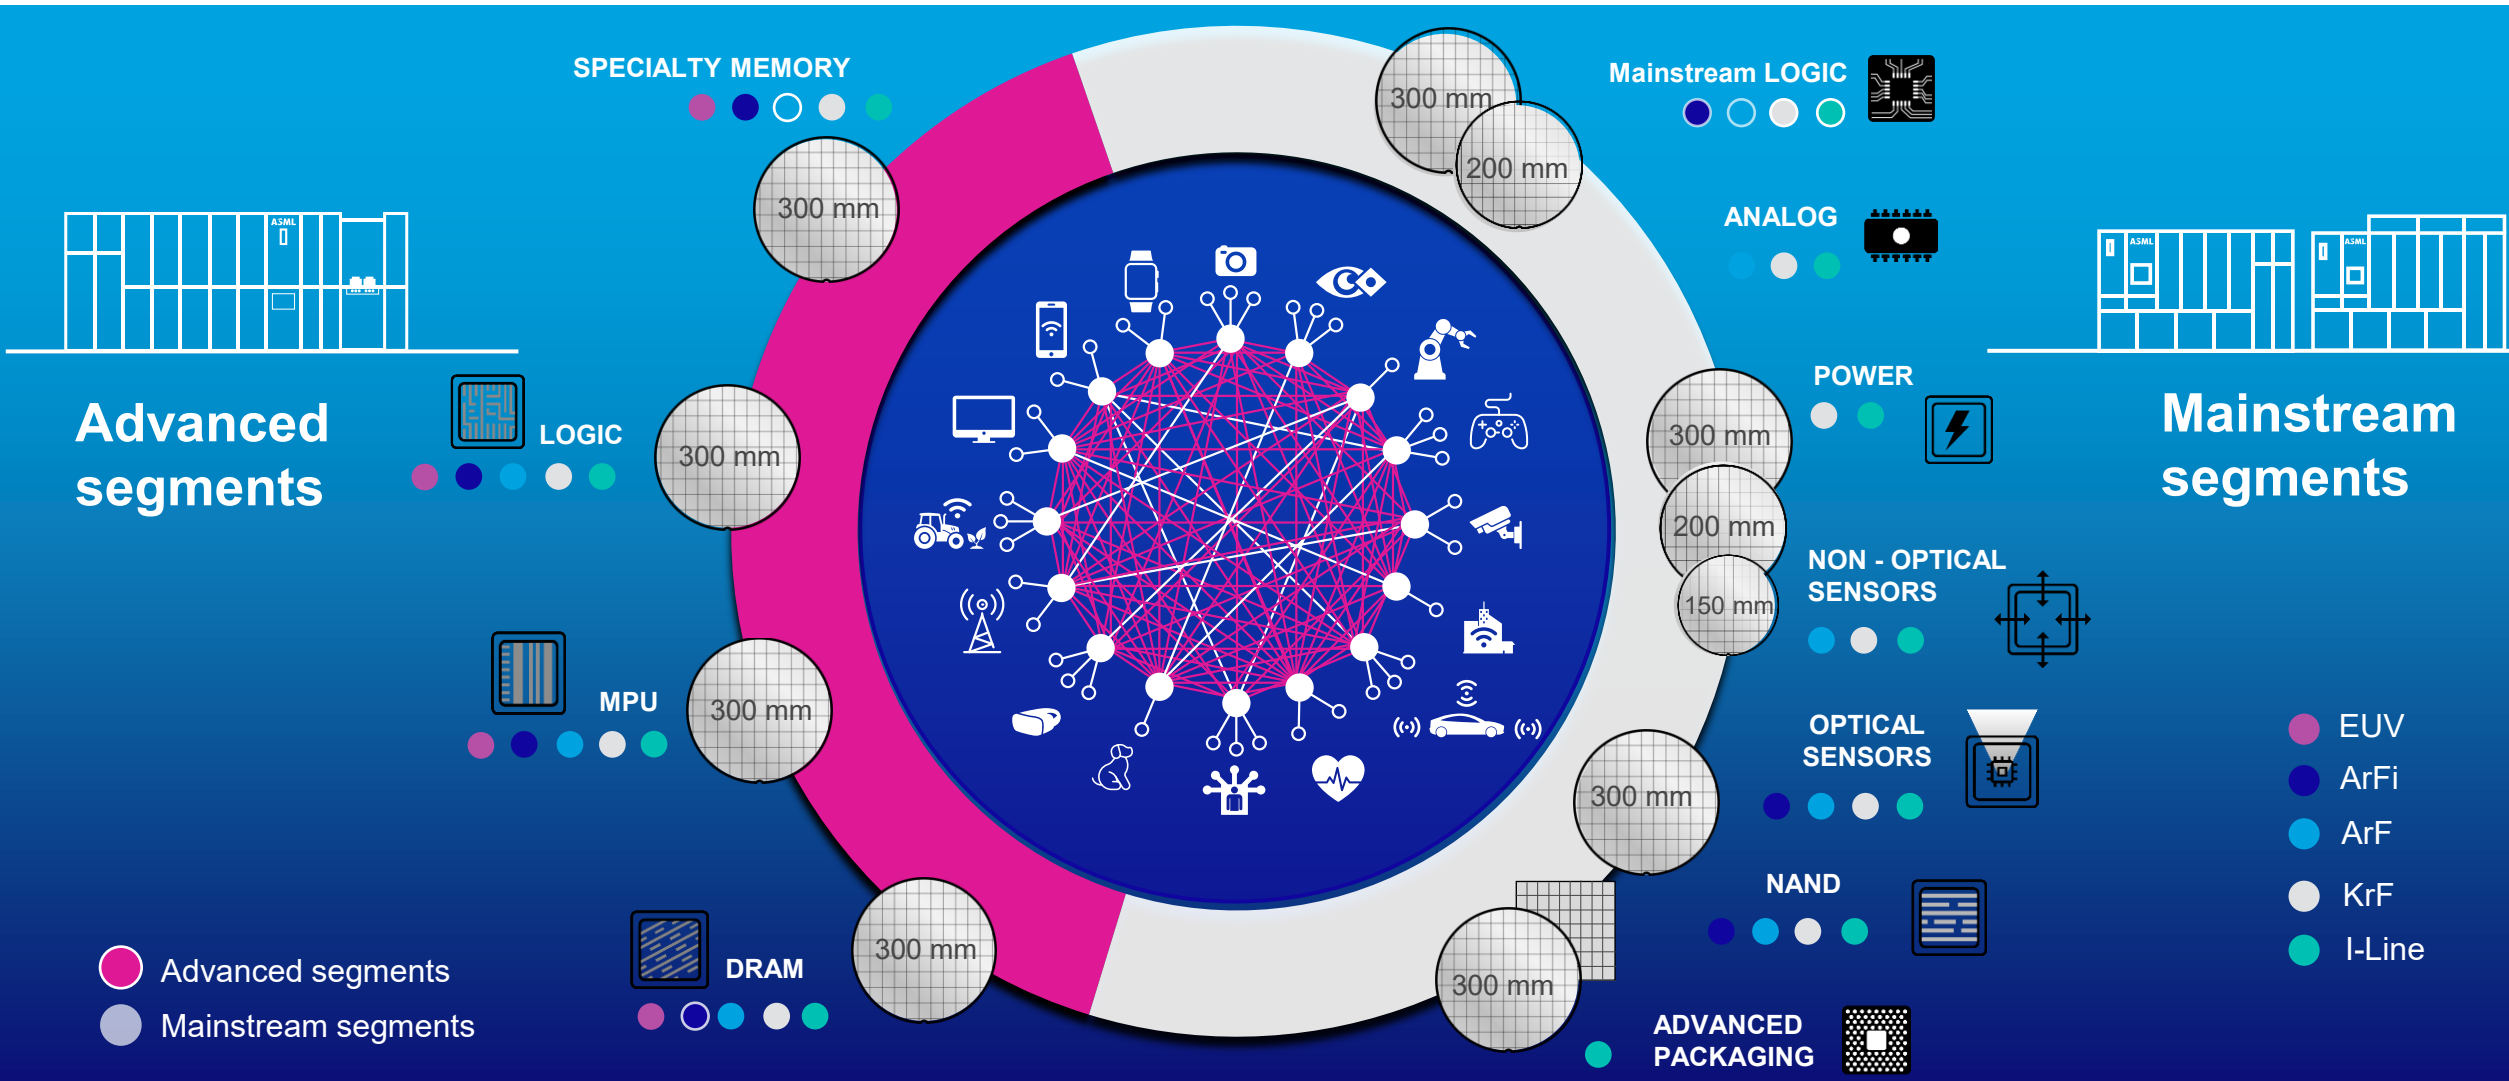 SPECIALTY MEMORY
300 mm
ASML
Advanced
segments
LOGIC
300 mm
MPU
300 mm
DRAM
300 mm
Advanced segments
Mainstream segments
300 mm
200 mm
Mainstream LOGIC
ANALOG
ASML
ASML
POWER
300 mm
200 mm
150 mm
Mainstream
segments
NON - OPTICAL
SENSORS
OPTICAL
SENSORS
300 mm
NAND
300 mm
ADVANCED
PACKAGING
EUV
ArFi
ArF
KrF
I-Line